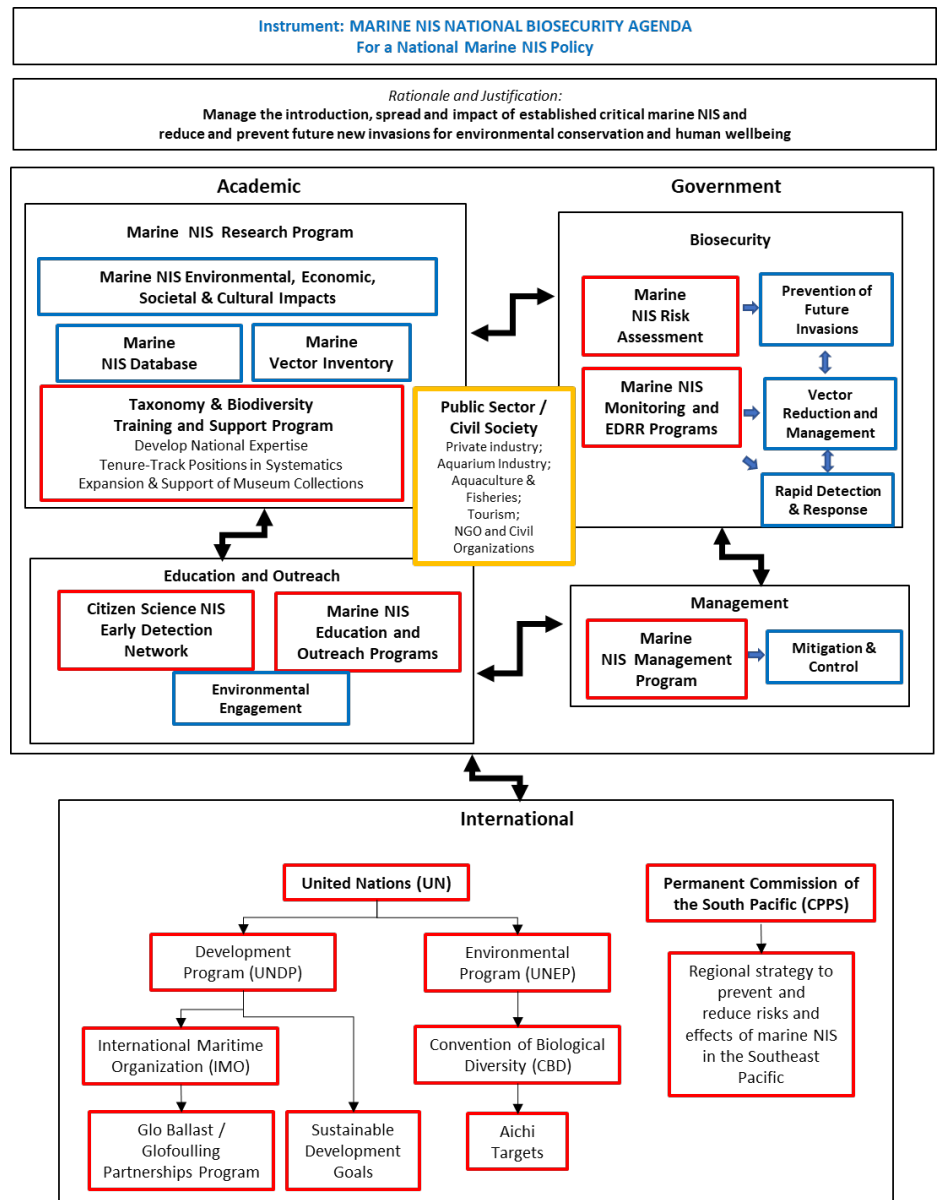 Instrument: MARINE NIS NATIONAL BIOSECURITY AGENDA
For a National Marine NIS Policy
Rationale and Justification:
Manage the introduction, spread and impact of established critical marine NIS and
reduce and prevent future new invasions for environmental conservation and human wellbeing
Academic
Marine NIS Research Program
Marine NIS Environmental, Economic,
Societal & Cultural Impacts
Marine
NIS Database
Marine
Vector Inventory
Taxonomy & Biodiversity
Training and Support Program
Develop National Expertise
Tenure-Track Positions in Systematics
Expansion & Support of Museum Collections
Education and Outreach
Citizen Science NIS
Early Detection
Network
Marine NIS
Education and
Outreach Programs
Environmental
Engagement
Public Sector /
Civil Society
Private industry;
Aquarium Industry;
Aquaculture &
Fisheries;
Tourism;
NGO and Civil
Organizations
Government
Biosecurity
Marine
NIS Risk
Assessment
Prevention of
Future
Invasions
Marine NIS
Monitoring and
EDRR Programs
Vector
Reduction and
Management
Rapid Detection
& Response
Management
Marine
NIS Management
Program
Mitigation &
Control
International
United Nations (UN)
Development
Program (UNDP)
Environmental
Program (UNEP)
International Maritime
Organization (IMO)
Convention of Biological
Diversity (CBD)
Glo Ballast /
Glofoulling
Partnerships Program
Sustainable
Development
Goals
Aichi
Targets
Permanent Commission of
the South Pacific (CPPS)
Regional strategy to
prevent and
reduce risks and
effects of marine NIS
in the Southeast
Pacific